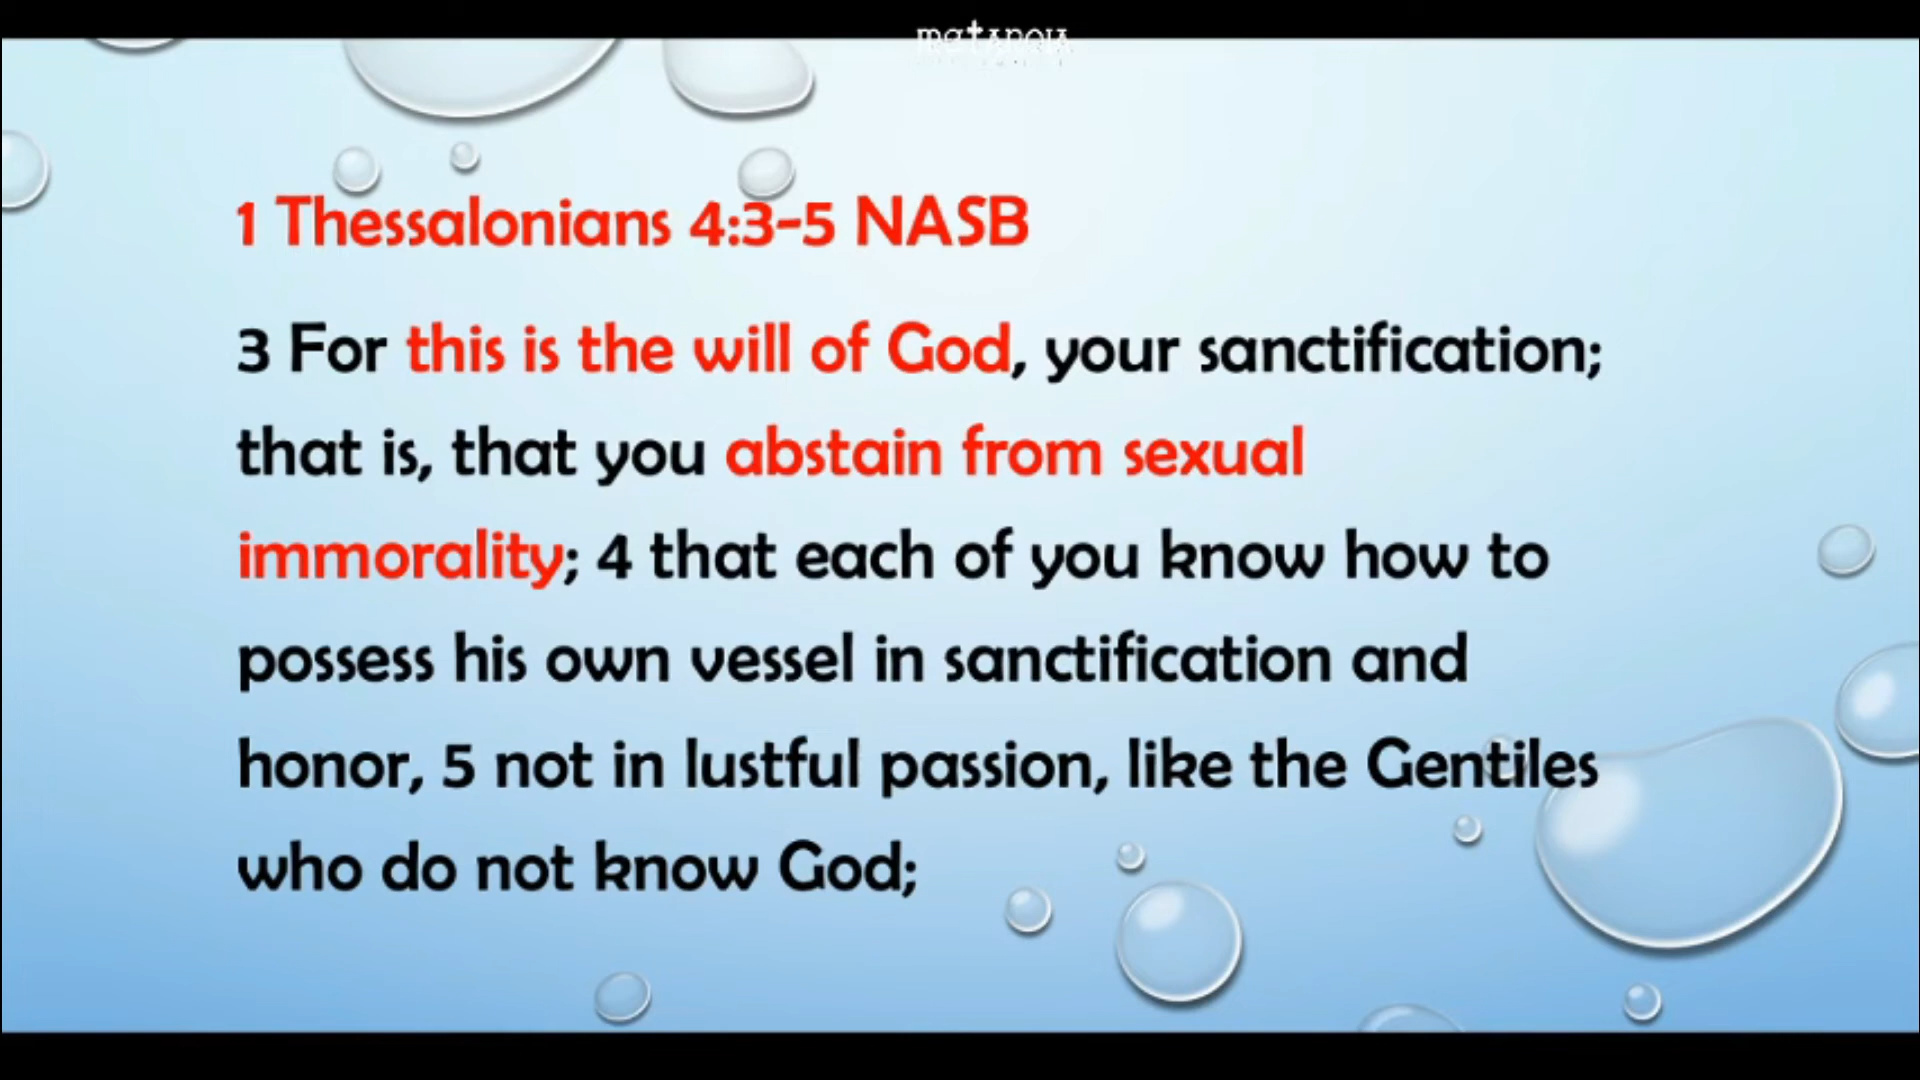 matanoia
1 Thessalonians 4:3-5 NASB
3 For this is the will of God, your sanctification;
that is, that you abstain from sexual
immorality; 4 that each of you know how to
possess his own vessel in sanctification and
honor, 5 not in lustful passion, like the Gentiles
who do not know God;